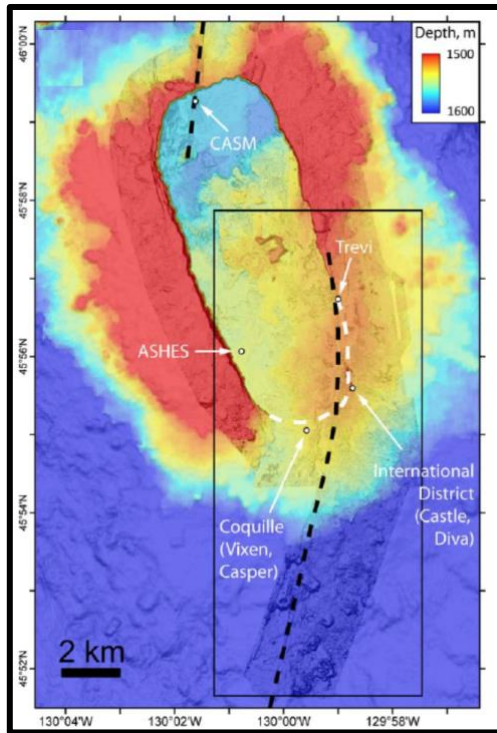 46°00'N
Depth, m
1500
1600
CASM
45°58'
Trevi
45°56'
ASHES
International
District
(Castle,
Diva)
45°54'
Coquille
(Vixen,
Casper)
45°52'
2 km
130°04'W
130°02'W
130°00'W
129°58'W